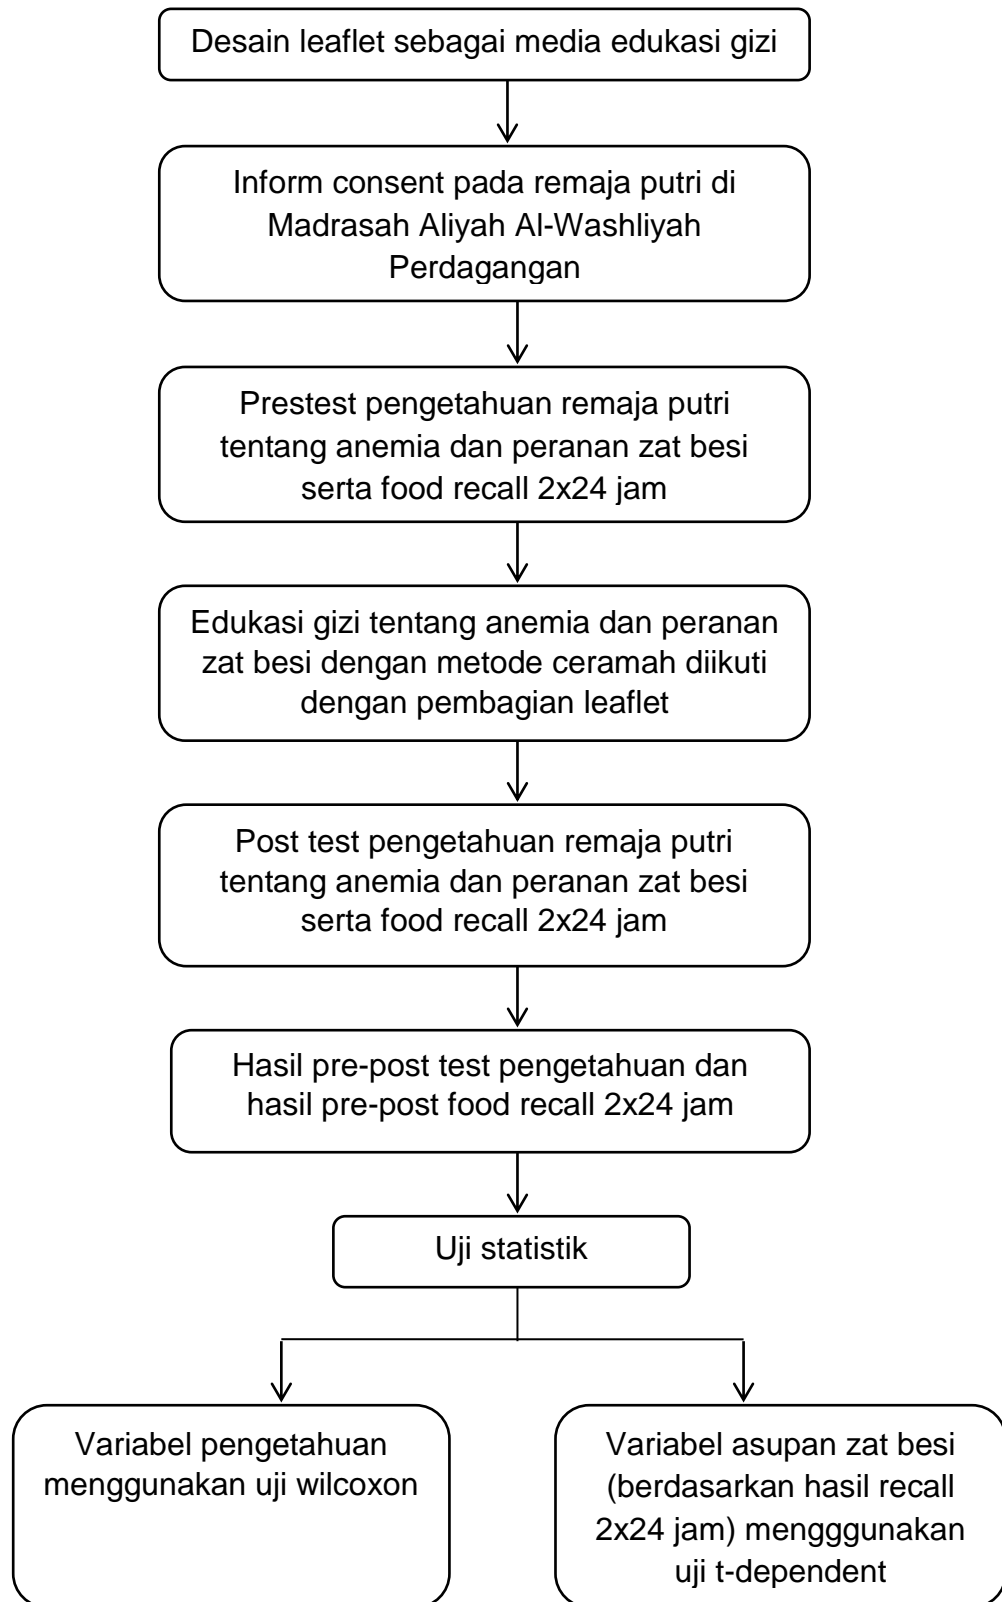 Desain leaflet sebagai media edukasi gizi
Inform consent pada remaja putri di
Madrasah Aliyah Al-Washliyah
Perdagangan
Prestest pengetahuan remaja putri
tentang anemia dan peranan zat besi
serta food recall 2x24 jam
Edukasi gizi tentang anemia dan peranan
zat besi dengan metode ceramah diikuti
dengan pembagian leaflet
Post test pengetahuan remaja putri
tentang anemia dan peranan zat besi
serta food recall 2x24 jam
Hasil pre-post test pengetahuan dan
hasil pre-post food recall 2x24 jam
Uji statistik
Variabel pengetahuan
menggunakan uji wilcoxon
Variabel asupan zat besi
(berdasarkan hasil recall
2x24 jam) mengggunakan
uji t-dependent